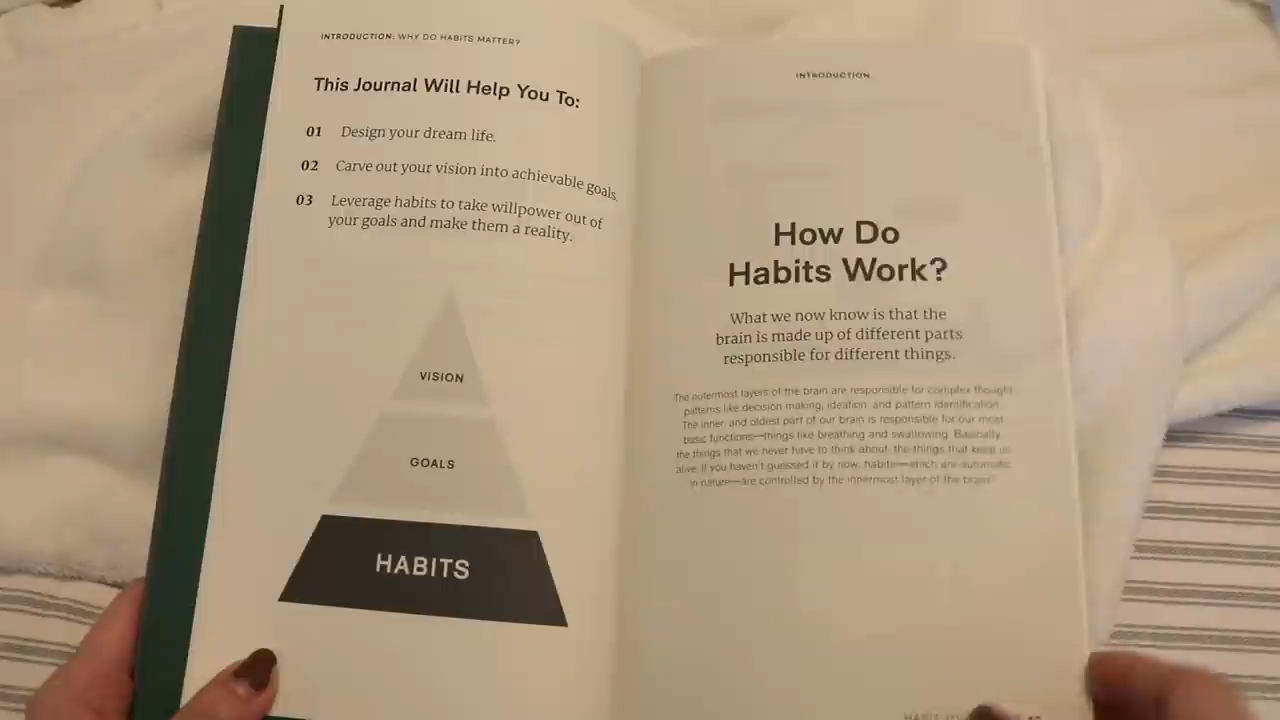 INTRODUCTION: WHY DO HABITS MATTER?
This Journal Will Help You To:
01 Design your dream life.
02 Carve out your vision into achievable goals.
03 Leverage habits to take willpower out of
your goals and make them a reality.
VISION
GOALS
HABITS
INTRODUCTION
How Do
Habits Work?
What we now know is that the
brain is made up of different parts
responsible for different things.
The outermost layers of the brain are responsible for complex thought
patterns like decision making, ideation, and pattern identification.
The inner and oldest part of our brain is responsible for our most
basic functions—things like breathing and swallowing. Basically,
the things that we never have to think about, the things that keep us
alive. If you haven't guessed it by now, habits—which are automatic
in nature—are controlled by the innermost layer of the brain.
HABIT